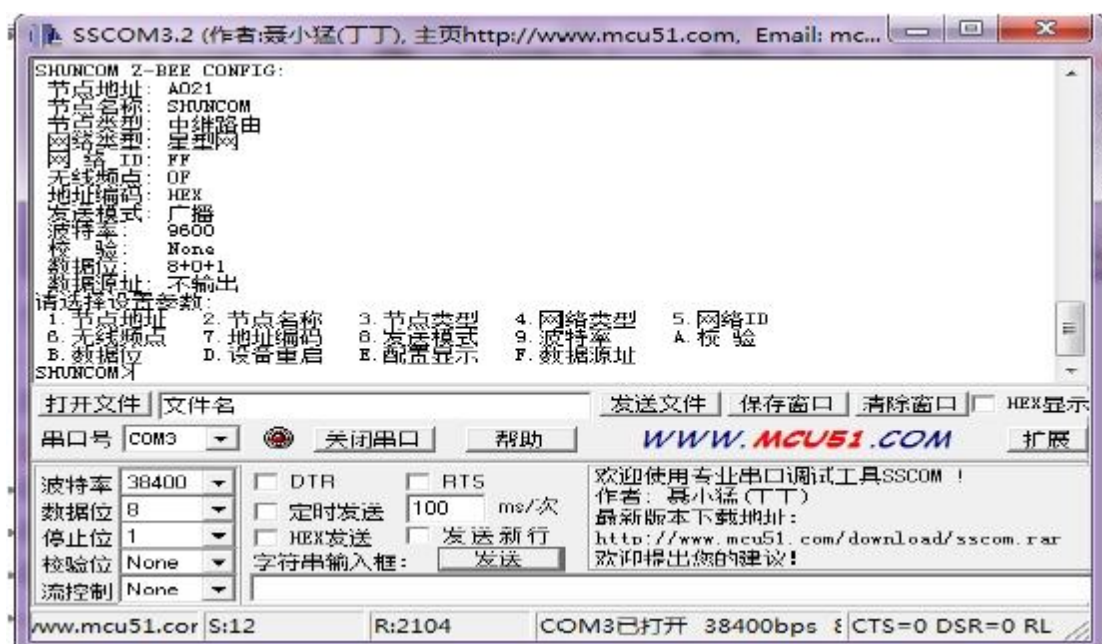 SSCOM3.2 (作者:聂小猛(丁丁), 主页http://www.mcu51.com, Email: mc...
SHUNCOM Z-BEE CONFIG:
节点地址: A021
节点名称: SHUNCOM
节点类型: 中继路由
网络类型: 星型网
网 络 ID: FF
无线频点: 0F
地址编码: HEX
发送模式: 广播
波特率: 9600
校 验: None
数据位: 8+0+1
数据源址: 不输出
请选择设置参数:
1.节点地址 2.节点名称 3.节点类型 4.网络类型 5.网络ID
6.无线频点 7.地址编码 8.发送模式 9.波特率 A.校 验
B.数据位 D.设备重启 E.配置显示 F.数据源址
SHUNCOM>
打开文件 文件名 发送文件 保存窗口 清除窗口 HEX显示
串口号 COM3 关闭串口 帮助 WWW.MCU51.COM 扩展
波特率 38400 DTR RTS
数据位 8 定时发送 100 ms/次
停止位 1 HEX发送 发送新行
校验位 None 字符串输入框: 发送
流控制 None
欢迎使用专业串口调试工具SSCOM !
作者: 聂小猛(丁丁)
最新版本下载地址:
http://www.mcu51.com/download/sscom.rar
欢迎提出您的建议!
www.mcu51.cor S:12 R:2104 COM3已打开 38400bps 8 CTS=0 DSR=0 RL